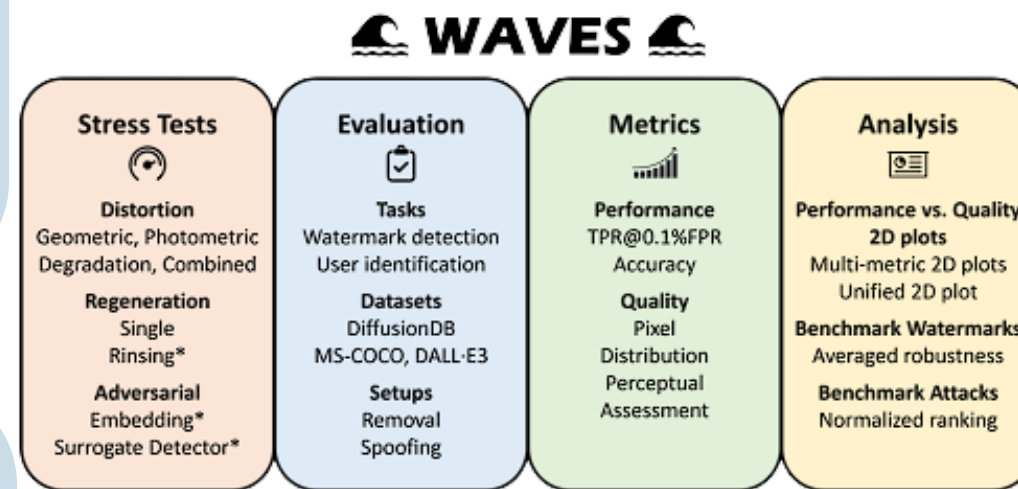 WAVES
Stress Tests
Distortion
Geometric, Photometric
Degradation, Combined
Regeneration
Single
Rinsing*
Adversarial
Embedding*
Surrogate Detector*
Evaluation
Tasks
Watermark detection
User identification
Datasets
DiffusionDB
MS-COCO, DALL·E3
Setups
Removal
Spoofing
Metrics
Performance
TPR@0.1%FPR
Accuracy
Quality
Pixel
Distribution
Perceptual
Assessment
Analysis
Performance vs. Quality
2D plots
Multi-metric 2D plots
Unified 2D plot
Benchmark Watermarks
Averaged robustness
Benchmark Attacks
Normalized ranking